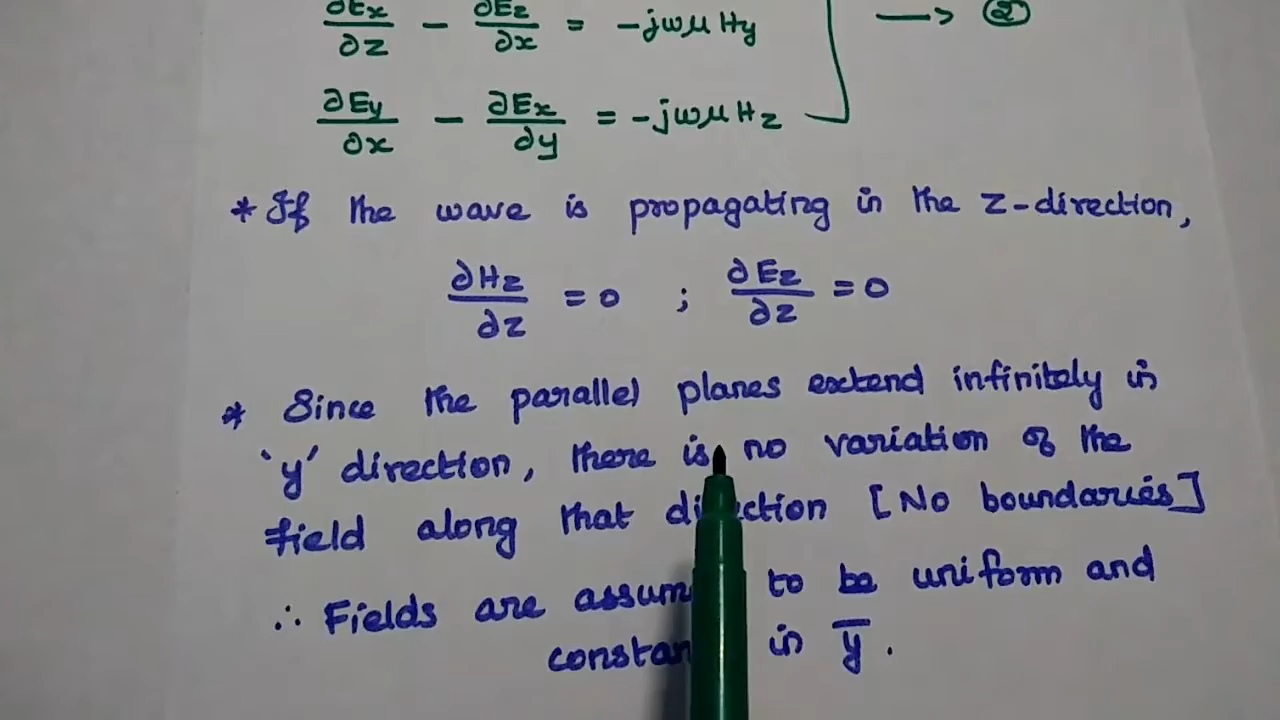 ∂Ex/∂z - ∂Ez/∂x = -jωμHy → ②
∂Ey/∂x - ∂Ex/∂y = -jωμHz
* If the wave is propagating in the z-direction,
∂Hz/∂z = 0 ; ∂Ez/∂z = 0
* Since the parallel planes extend infinitely in
'y' direction, there is no variation of the
field along that direction [No boundaries]
∴ Fields are assum to be uniform and
constan in y̅.